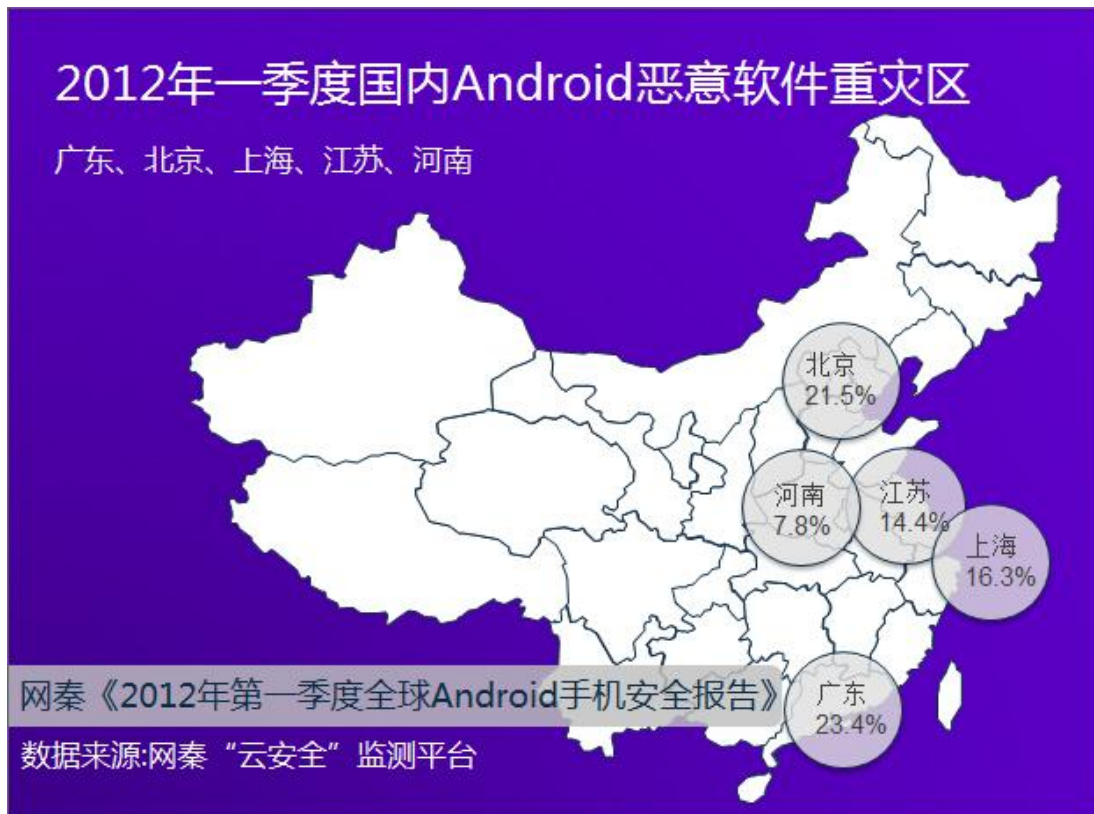 2012年一季度国内Android恶意软件重灾区
广东、北京、上海、江苏、河南
北京
21.5%
河南
7.8%
江苏
14.4%
上海
16.3%
广东
23.4%
网秦《2012年第一季度全球Android手机安全报告》
数据来源:网秦“云安全”监测平台